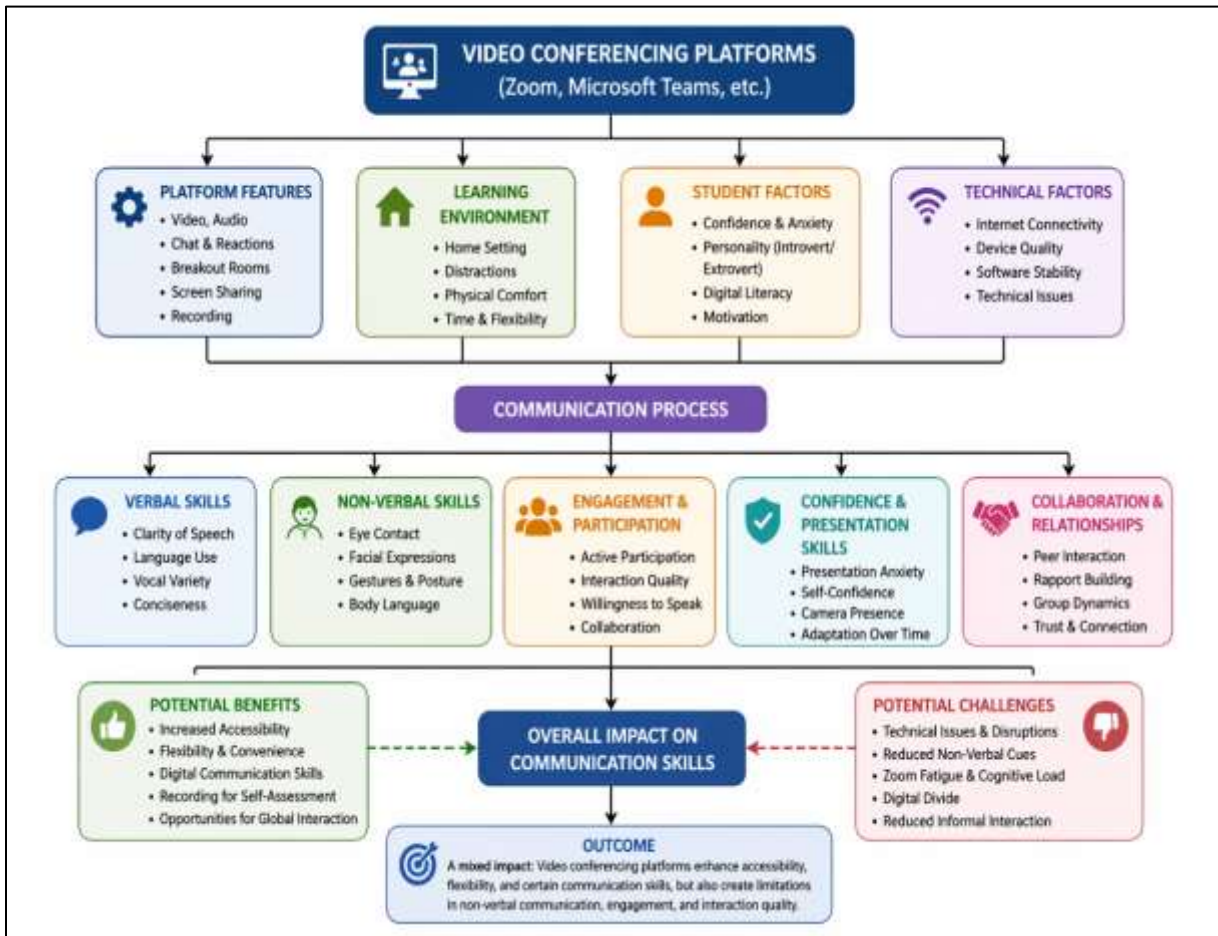 VIDEO CONFERENCING PLATFORMS
(Zoom, Microsoft Teams, etc.)
PLATFORM FEATURES
• Video, Audio
• Chat & Reactions
• Breakout Rooms
• Screen Sharing
• Recording
LEARNING
ENVIRONMENT
• Home Setting
• Distractions
• Physical Comfort
• Time & Flexibility
STUDENT FACTORS
• Confidence & Anxiety
• Personality (Introvert/
Extrovert)
• Digital Literacy
• Motivation
TECHNICAL FACTORS
• Internet Connectivity
• Device Quality
• Software Stability
• Technical Issues
COMMUNICATION PROCESS
VERBAL SKILLS
• Clarity of Speech
• Language Use
• Vocal Variety
• Conciseness
NON-VERBAL SKILLS
• Eye Contact
• Facial Expressions
• Gestures & Posture
• Body Language
ENGAGEMENT &
PARTICIPATION
• Active Participation
• Interaction Quality
• Willingness to Speak
• Collaboration
CONFIDENCE &
PRESENTATION
SKILLS
• Presentation Anxiety
• Self-Confidence
• Camera Presence
• Adaptation Over Time
COLLABORATION &
RELATIONSHIPS
• Peer Interaction
• Rapport Building
• Group Dynamics
• Trust & Connection
POTENTIAL BENEFITS
• Increased Accessibility
• Flexibility & Convenience
• Digital Communication Skills
• Recording for Self-Assessment
• Opportunities for Global Interaction
OVERALL IMPACT ON
COMMUNICATION SKILLS
POTENTIAL CHALLENGES
• Technical Issues & Disruptions
• Reduced Non-Verbal Cues
• Zoom Fatigue & Cognitive Load
• Digital Divide
• Reduced Informal Interaction
OUTCOME
A mixed impact: Video conferencing platforms enhance accessibility,
flexibility, and certain communication skills, but also create limitations
in non-verbal communication, engagement, and interaction quality.